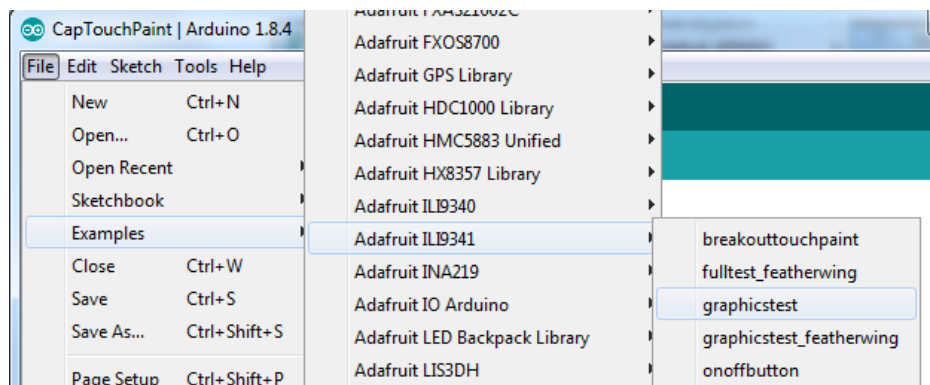 CapTouchPaint | Arduino 1.8.4
File Edit Sketch Tools Help
New Ctrl+N
Open... Ctrl+O
Open Recent
Sketchbook
Examples
Close Ctrl+W
Save Ctrl+S
Save As... Ctrl+Shift+S
Page Setup Ctrl+Shift+P
Adafruit FXAS21002C
Adafruit FXOS8700
Adafruit GPS Library
Adafruit HDC1000 Library
Adafruit HMC5883 Unified
Adafruit HX8357 Library
Adafruit ILI9340
Adafruit ILI9341
Adafruit INA219
Adafruit IO Arduino
Adafruit LED Backpack Library
Adafruit LIS3DH
breakouttouchpaint
fulltest_featherwing
graphicstest
graphicstest_featherwing
onoffbutton